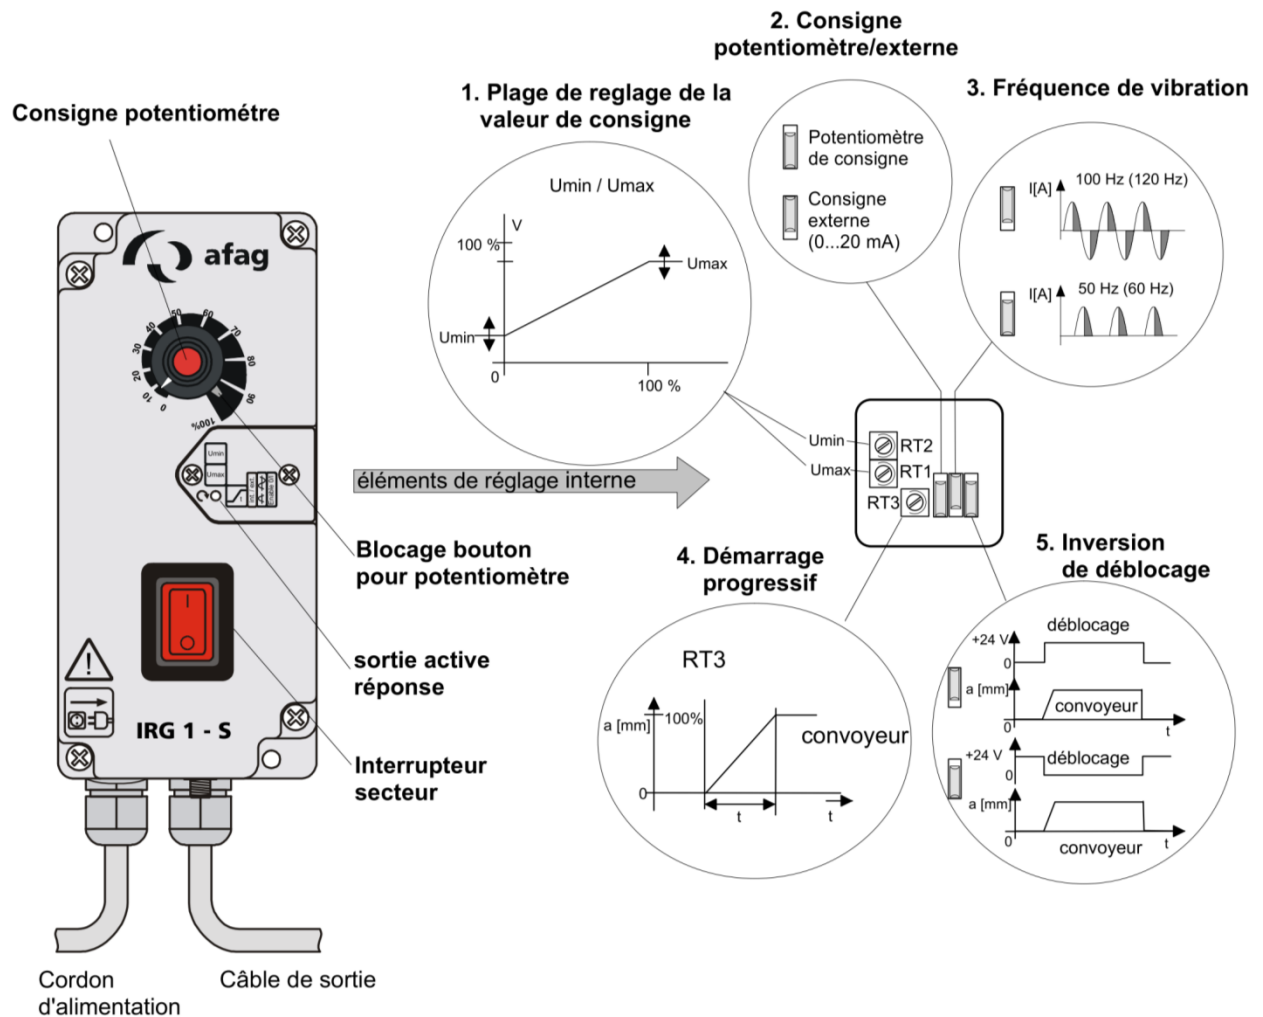 2. Consigne
potentiomètre/externe
3. Fréquence de vibration
1. Plage de reglage de la
valeur de consigne
Consigne potentiométre
Potentiomètre
de consigne
Consigne
externe
(0...20 mA)
I[A]
100 Hz (120 Hz)
I[A]
50 Hz (60 Hz)
Umin / Umax
V
100 %
Umax
Umin
0
100 %
afag
0
10
20
30
40
50
60
70
80
90
100%
Umin
Umax
int. / ext.
Enable inv.
éléments de réglage interne
Umin
RT2
Umax
RT1
RT3
Blocage bouton
pour potentiomètre
sortie active
réponse
Interrupteur
secteur
I
O
IRG 1 - S
Cordon
d'alimentation
Câble de sortie
4. Démarrage
progressif
RT3
a [mm]
100%
convoyeur
0
t
t
5. Inversion
de déblocage
déblocage
+24 V
0
a [mm]
convoyeur
0
t
+24 V
déblocage
0
a [mm]
0
convoyeur
t